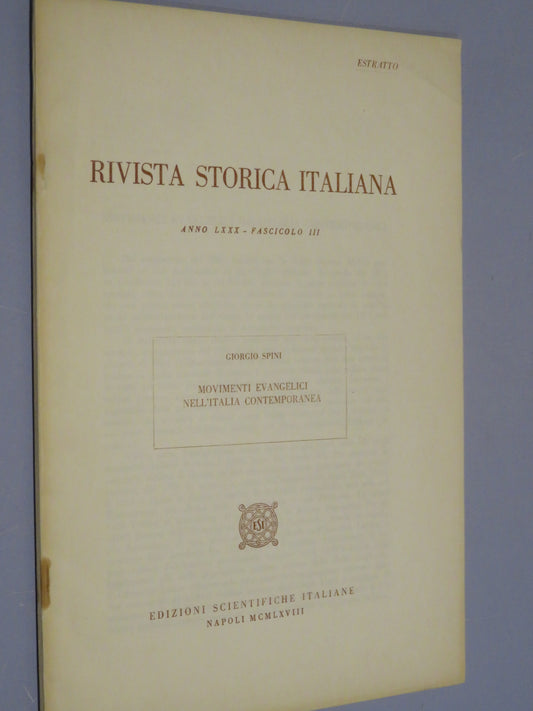 ESTRATTO
RIVISTA STORICA ITALIANA
ANNO LXXX - FASCICOLO III
GIORGIO SPINI
MOVIMENTI EVANGELICI
NELL'ITALIA CONTEMPORANEA
ESI
EDIZIONI SCIENTIFICHE ITALIANE
NAPOLI MCMLXVIII